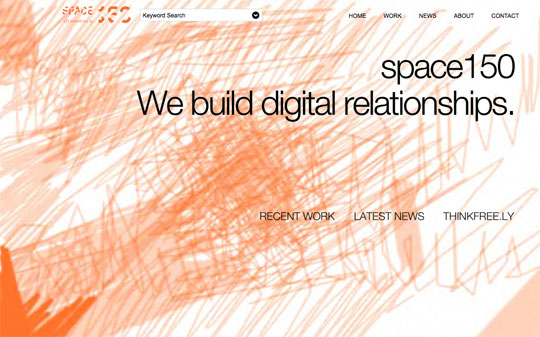 SPACE 150
Keyword Search
HOME WORK NEWS ABOUT CONTACT
space150
We build digital relationships.
RECENT WORK LATEST NEWS THINKFREE.LY